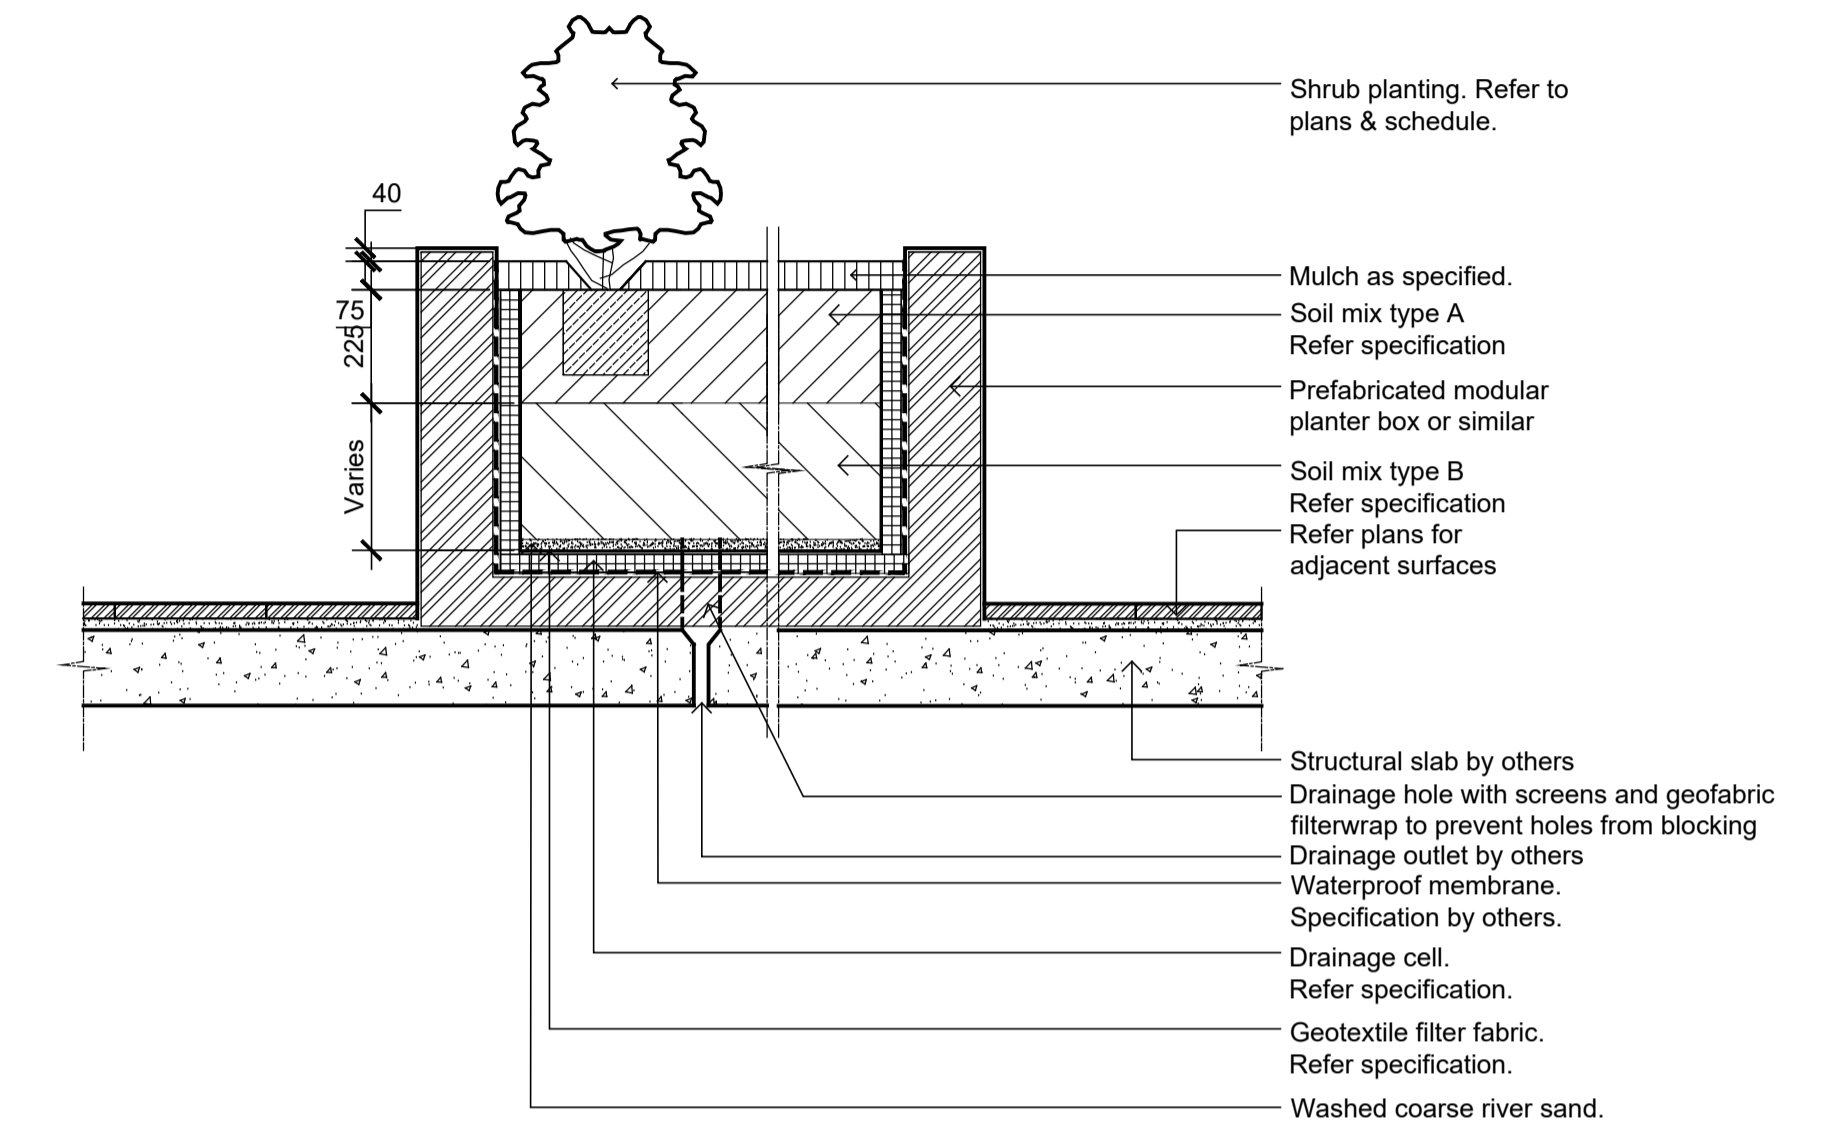 Shrub planting. Refer to
plans & schedule.
40
Mulch as specified.
75
225
Soil mix type A
Refer specification
Prefabricated modular
planter box or similar
Varies
Soil mix type B
Refer specification
Refer plans for
adjacent surfaces
Structural slab by others
Drainage hole with screens and geofabric
filterwrap to prevent holes from blocking
Drainage outlet by others
Waterproof membrane.
Specification by others.
Drainage cell.
Refer specification.
Geotextile filter fabric.
Refer specification.
Washed coarse river sand.